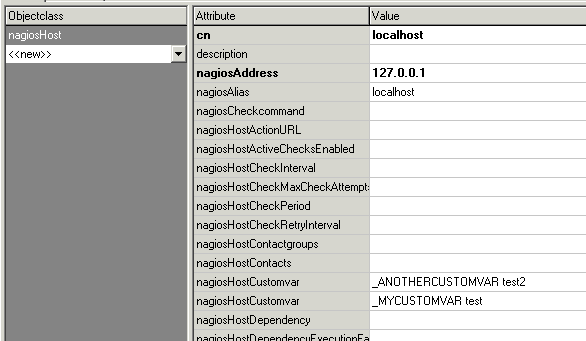 Objectclass Attribute Value
nagiosHost cn localhost
<<new>> description
nagiosAddress 127.0.0.1
nagiosAlias localhost
nagiosCheckcommand
nagiosHostActionURL
nagiosHostActiveChecksEnabled
nagiosHostCheckInterval
nagiosHostCheckMaxCheckAttempt
nagiosHostCheckPeriod
nagiosHostCheckRetryInterval
nagiosHostContactgroups
nagiosHostContacts
nagiosHostCustomvar _ANOTHERCUSTOMVAR test2
nagiosHostCustomvar _MYCUSTOMVAR test
nagiosHostDependency
nagiosHostDependencyExecutionFa